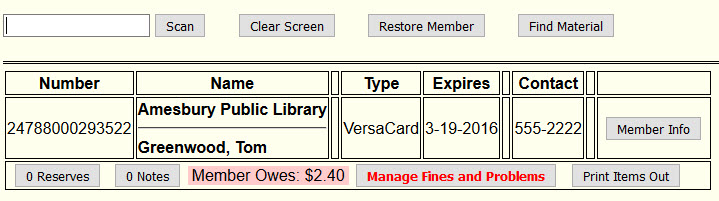 Scan Clear Screen Restore Member Find Material
Number Name Type Expires Contact
Amesbury Public Library
24788000293522 VersaCard 3-19-2016 555-2222 Member Info
Greenwood, Tom
0 Reserves 0 Notes Member Owes: $2.40 Manage Fines and Problems Print Items Out